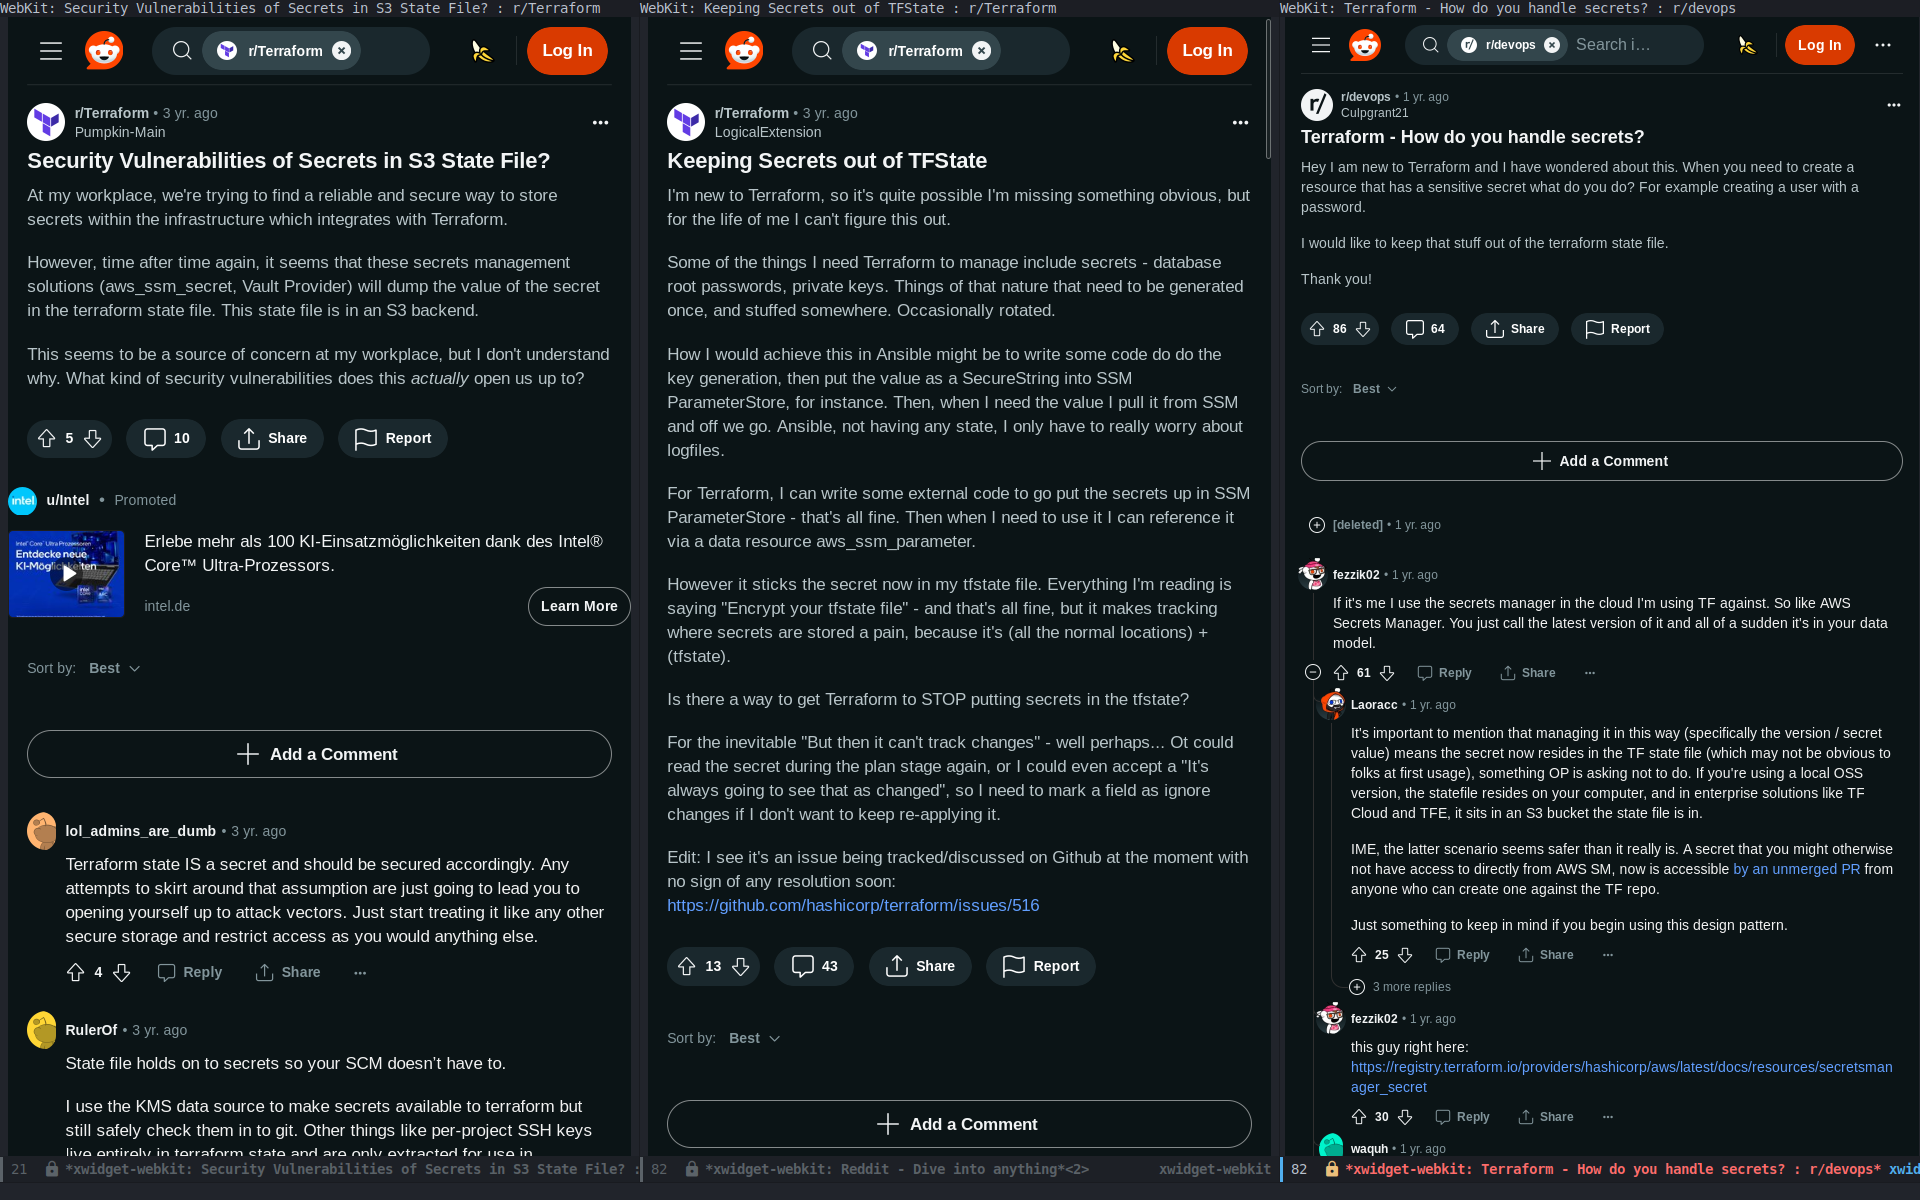 WebKit: Security Vulnerabilities of Secrets in S3 State File? : r/Terraform
r/Terraform
Log In
r/Terraform • 3 yr. ago
Pumpkin-Main
Security Vulnerabilities of Secrets in S3 State File?
At my workplace, we're trying to find a reliable and secure way to store
secrets within the infrastructure which integrates with Terraform.
However, time after time again, it seems that these secrets management
solutions (aws_ssm_secret, Vault Provider) will dump the value of the secret
in the terraform state file. This state file is in an S3 backend.
This seems to be a source of concern at my workplace, but I don't understand
why. What kind of security vulnerabilities does this actually open us up to?
5
10
Share
Report
intel
u/Intel • Promoted
Intel® Core™ Ultra Prozessoren
Entdecke neue
KI-Möglichkeiten
Erlebe mehr als 100 KI-Einsatzmöglichkeiten dank des Intel®
Core™ Ultra-Prozessors.
intel.de
Learn More
Sort by: Best
Add a Comment
lol_admins_are_dumb • 3 yr. ago
Terraform state IS a secret and should be secured accordingly. Any
attempts to skirt around that assumption are just going to lead you to
opening yourself up to attack vectors. Just start treating it like any other
secure storage and restrict access as you would anything else.
4
Reply
Share
RulerOf • 3 yr. ago
State file holds on to secrets so your SCM doesn't have to.
I use the KMS data source to make secrets available to terraform but
still safely check them in to git. Other things like per-project SSH keys
live entirely in terraform state and are only extracted for use in
21 *xwidget-webkit: Security Vulnerabilities of Secrets in S3 State File? :
WebKit: Keeping Secrets out of TFState : r/Terraform
r/Terraform
Log In
r/Terraform • 3 yr. ago
LogicalExtension
Keeping Secrets out of TFState
I'm new to Terraform, so it's quite possible I'm missing something obvious, but
for the life of me I can't figure this out.
Some of the things I need Terraform to manage include secrets - database
root passwords, private keys. Things of that nature that need to be generated
once, and stuffed somewhere. Occasionally rotated.
How I would achieve this in Ansible might be to write some code do do the
key generation, then put the value as a SecureString into SSM
ParameterStore, for instance. Then, when I need the value I pull it from SSM
and off we go. Ansible, not having any state, I only have to really worry about
logfiles.
For Terraform, I can write some external code to go put the secrets up in SSM
ParameterStore - that's all fine. Then when I need to use it I can reference it
via a data resource aws_ssm_parameter.
However it sticks the secret now in my tfstate file. Everything I'm reading is
saying "Encrypt your tfstate file" - and that's all fine, but it makes tracking
where secrets are stored a pain, because it's (all the normal locations) +
(tfstate).
Is there a way to get Terraform to STOP putting secrets in the tfstate?
For the inevitable "But then it can't track changes" - well perhaps... Ot could
read the secret during the plan stage again, or I could even accept a "It's
always going to see that as changed", so I need to mark a field as ignore
changes if I don't want to keep re-applying it.
Edit: I see it's an issue being tracked/discussed on Github at the moment with
no sign of any resolution soon:
https://github.com/hashicorp/terraform/issues/516
13
43
Share
Report
Sort by: Best
Add a Comment
82 *xwidget-webkit: Reddit - Dive into anything*<2> xwidget-webkit
WebKit: Terraform - How do you handle secrets? : r/devops
r/ r/devops
Search i…
Log In
r/
r/devops • 1 yr. ago
Culpgrant21
Terraform - How do you handle secrets?
Hey I am new to Terraform and I have wondered about this. When you need to create a
resource that has a sensitive secret what do you do? For example creating a user with a
password.
I would like to keep that stuff out of the terraform state file.
Thank you!
86
64
Share
Report
Sort by: Best
Add a Comment
[deleted] • 1 yr. ago
fezzik02 • 1 yr. ago
If it's me I use the secrets manager in the cloud I'm using TF against. So like AWS
Secrets Manager. You just call the latest version of it and all of a sudden it's in your data
model.
61
Reply
Share
Laoracc • 1 yr. ago
It's important to mention that managing it in this way (specifically the version / secret
value) means the secret now resides in the TF state file (which may not be obvious to
folks at first usage), something OP is asking not to do. If you're using a local OSS
version, the statefile resides on your computer, and in enterprise solutions like TF
Cloud and TFE, it sits in an S3 bucket the state file is in.
IME, the latter scenario seems safer than it really is. A secret that you might otherwise
not have access to directly from AWS SM, now is accessible by an unmerged PR from
anyone who can create one against the TF repo.
Just something to keep in mind if you begin using this design pattern.
25
Reply
Share
3 more replies
fezzik02 • 1 yr. ago
this guy right here:
https://registry.terraform.io/providers/hashicorp/aws/latest/docs/resources/secretsman
ager_secret
30
Reply
Share
waquh • 1 yr. ago
82 *xwidget-webkit: Terraform - How do you handle secrets? : r/devops* xwid